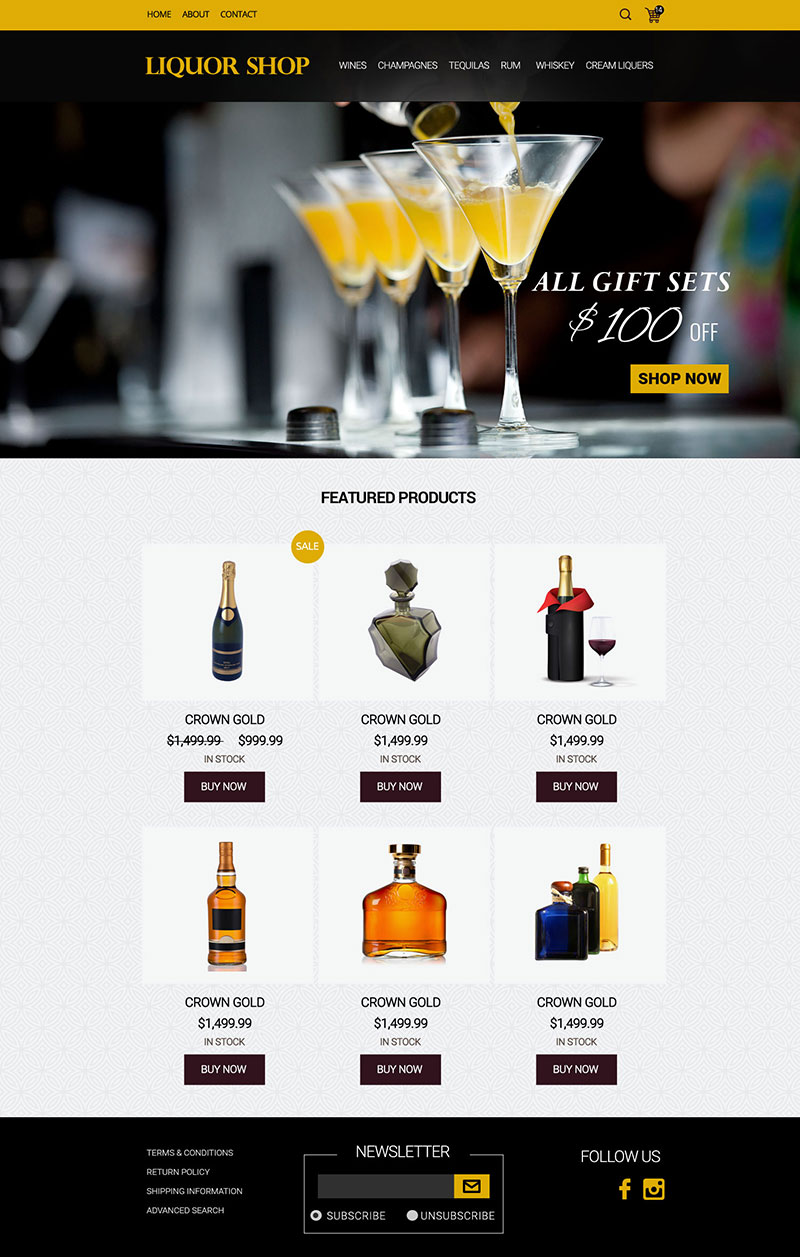 HOME ABOUT CONTACT
LIQUOR SHOP
WINES CHAMPAGNES TEQUILAS RUM WHISKEY CREAM LIQUERS
ALL GIFT SETS
$100 OFF
SHOP NOW
FEATURED PRODUCTS
SALE
CROWN GOLD CROWN GOLD CROWN GOLD
$1,499.99 $999.99 $1,499.99 $1,499.99
IN STOCK IN STOCK IN STOCK
BUY NOW BUY NOW BUY NOW
CROWN GOLD CROWN GOLD CROWN GOLD
$1,499.99 $1,499.99 $1,499.99
IN STOCK IN STOCK IN STOCK
BUY NOW BUY NOW BUY NOW
TERMS & CONDITIONS
RETURN POLICY
SHIPPING INFORMATION
ADVANCED SEARCH
NEWSLETTER
SUBSCRIBE UNSUBSCRIBE
FOLLOW US